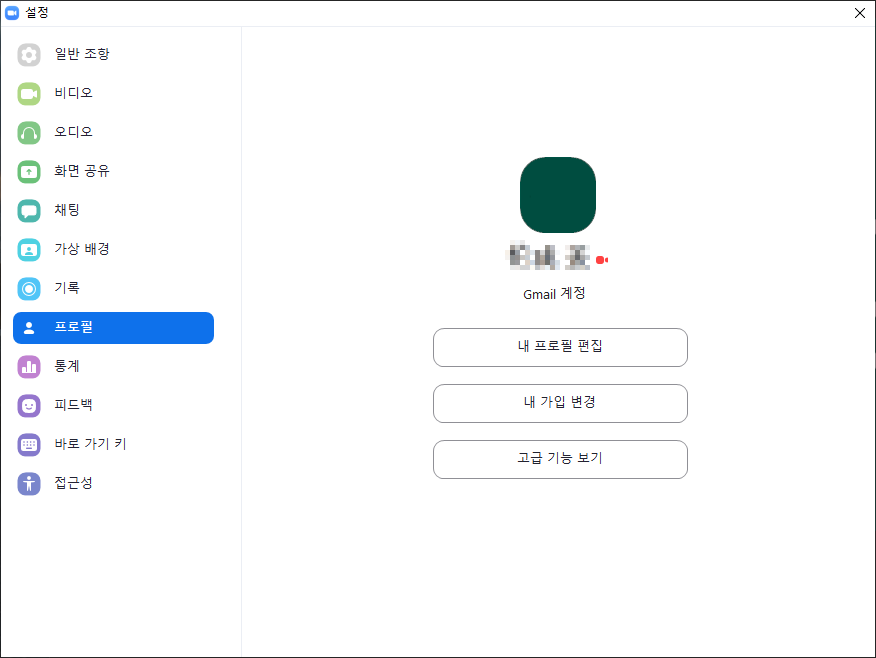 설정
일반 조항
비디오
오디오
화면 공유
채팅
가상 배경
기록
프로필
통계
피드백
바로 가기 키
접근성
Gmail 계정
내 프로필 편집
내 가입 변경
고급 기능 보기